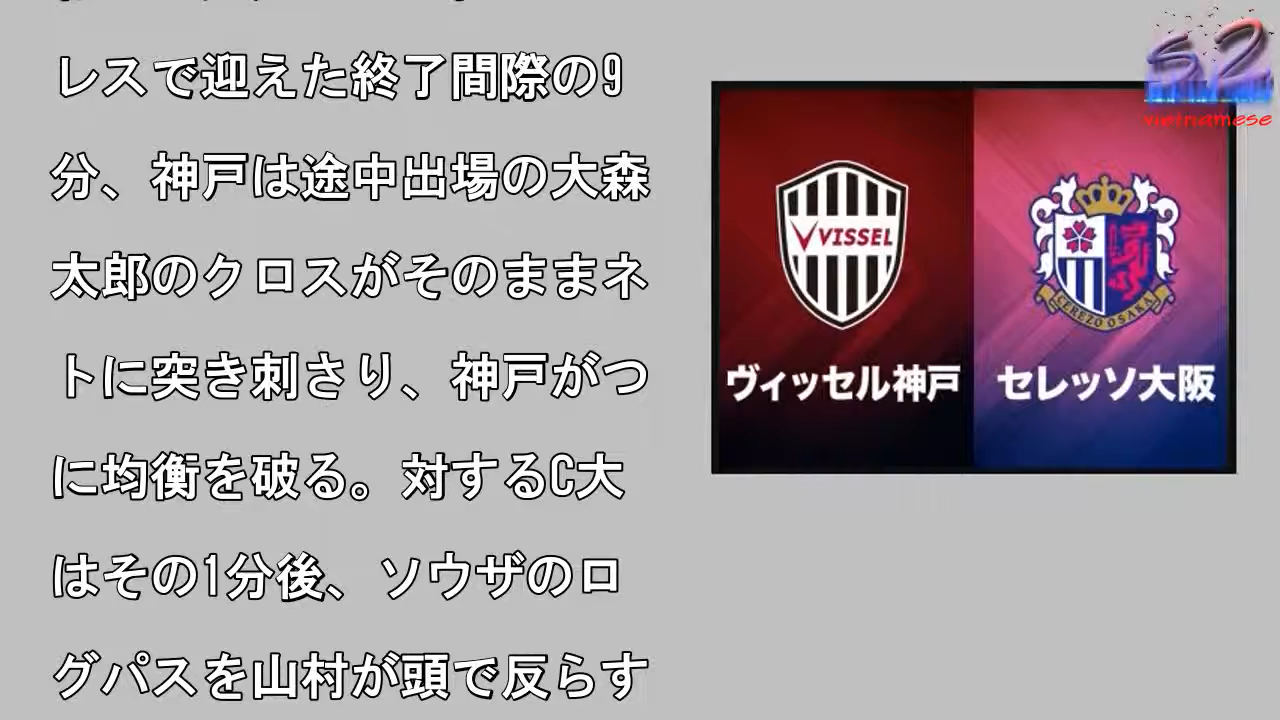 レスで迎えた終了間際の9
分、神戸は途中出場の大森
太郎のクロスがそのままネ
トに突き刺さり、神戸がつ
に均衡を破る。対するC大
はその1分後、ソウザのロ
グパスを山村が頭で反らす
VISSEL
ヴィッセル神戸
CEREZO OSAKA
セレッソ大阪
S2
vietnamese